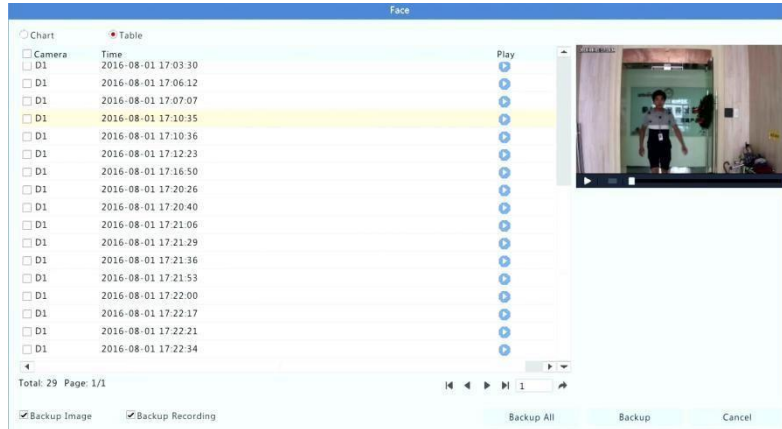 Face
Chart Table
Camera Time Play
D1 2016-08-01 17:03:30
D1 2016-08-01 17:06:12
D1 2016-08-01 17:07:07
D1 2016-08-01 17:10:35
D1 2016-08-01 17:10:36
D1 2016-08-01 17:12:23
D1 2016-08-01 17:16:50
D1 2016-08-01 17:20:26
D1 2016-08-01 17:20:40
D1 2016-08-01 17:21:06
D1 2016-08-01 17:21:29
D1 2016-08-01 17:21:36
D1 2016-08-01 17:21:53
D1 2016-08-01 17:22:00
D1 2016-08-01 17:22:17
D1 2016-08-01 17:22:21
D1 2016-08-01 17:22:34
Total: 29 Page: 1/1 1
Backup Image Backup Recording Backup All Backup Cancel